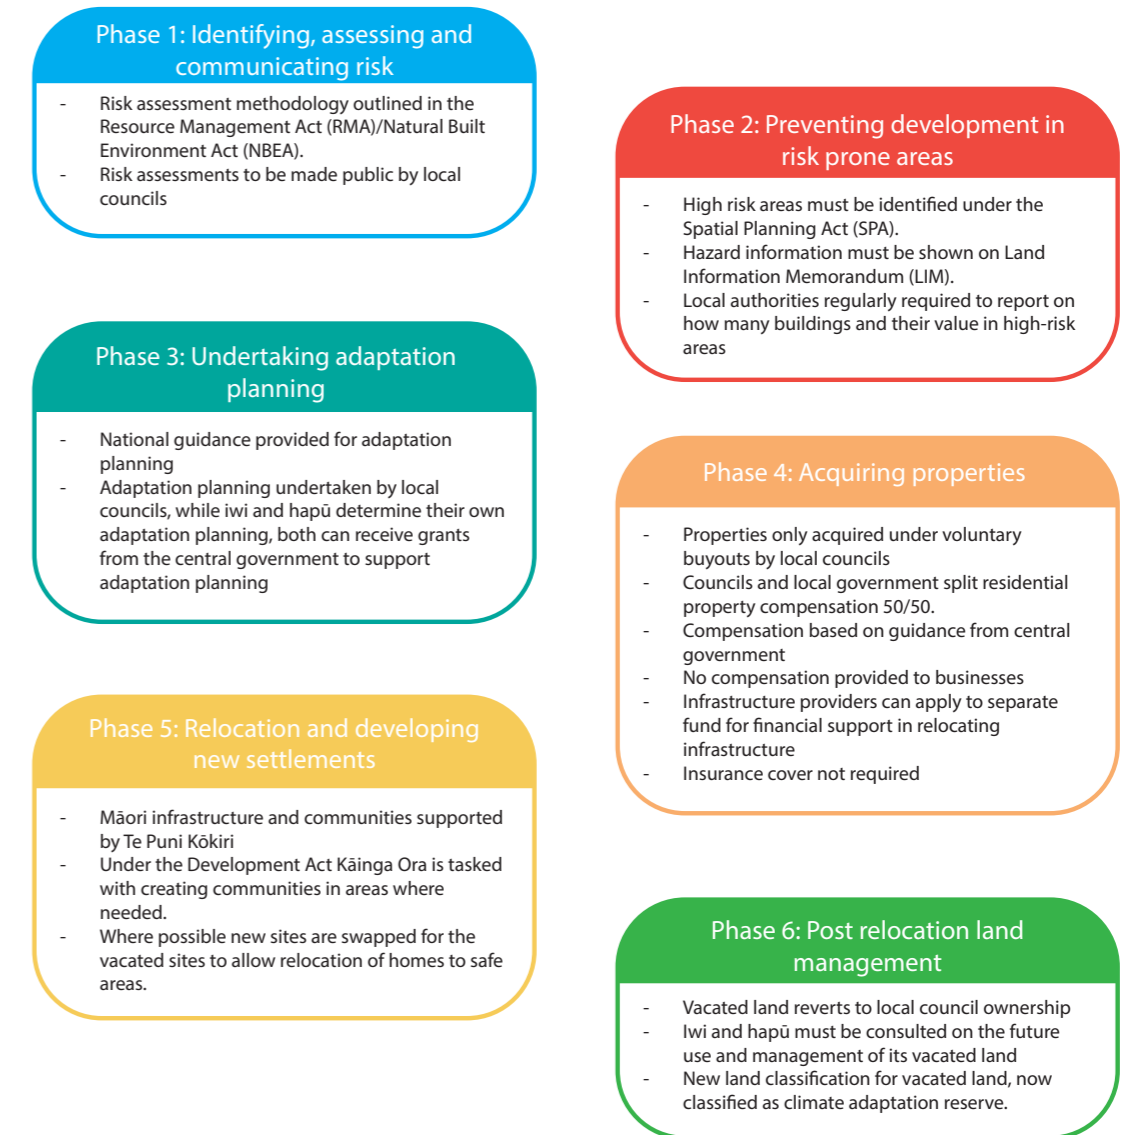 Phase 1: Identifying, assessing and
communicating risk
- Risk assessment methodology outlined in the
Resource Management Act (RMA)/Natural Built
Environment Act (NBEA).
- Risk assessments to be made public by local
councils
Phase 2: Preventing development in
risk prone areas
- High risk areas must be identified under the
Spatial Planning Act (SPA).
- Hazard information must be shown on Land
Information Memorandum (LIM).
- Local authorities regularly required to report on
how many buildings and their value in high-risk
areas
Phase 3: Undertaking adaptation
planning
- National guidance provided for adaptation
planning
- Adaptation planning undertaken by local
councils, while iwi and hapū determine their own
adaptation planning, both can receive grants
from the central government to support
adaptation planning
Phase 4: Acquiring properties
- Properties only acquired under voluntary
buyouts by local councils
- Councils and local government split residential
property compensation 50/50.
- Compensation based on guidance from central
government
- No compensation provided to businesses
- Infrastructure providers can apply to separate
fund for financial support in relocating
infrastructure
- Insurance cover not required
Phase 5: Relocation and developing
new settlements
- Māori infrastructure and communities supported
by Te Puni Kōkiri
- Under the Development Act Kāinga Ora is tasked
with creating communities in areas where
needed.
- Where possible new sites are swapped for the
vacated sites to allow relocation of homes to safe
areas.
Phase 6: Post relocation land
management
- Vacated land reverts to local council ownership
- Iwi and hapū must be consulted on the future
use and management of its vacated land
- New land classification for vacated land, now
classified as climate adaptation reserve.